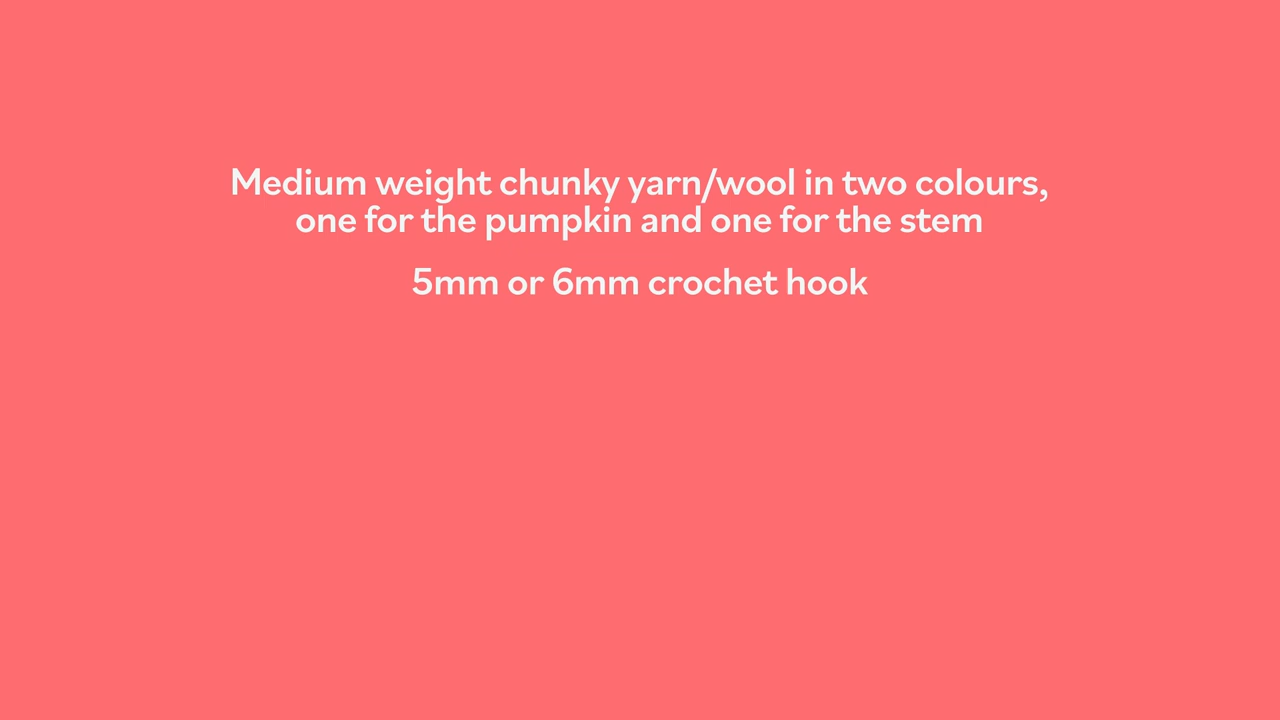 Medium weight chunky yarn/wool in two colours,
one for the pumpkin and one for the stem
5mm or 6mm crochet hook